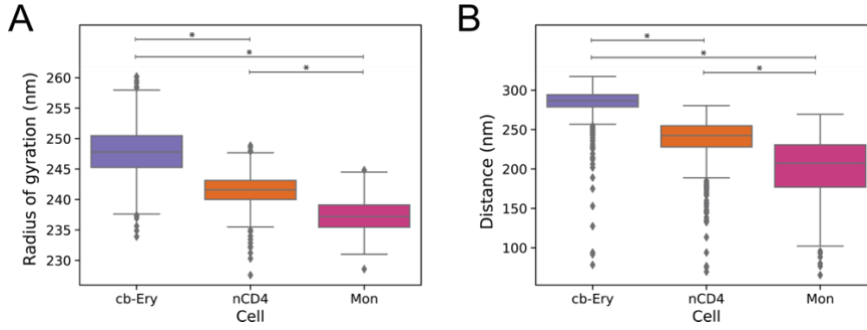 A
Radius of gyration (nm)
260
255
250
245
240
235
230
*
*
*
cb-Ery nCD4 Mon
Cell
B
Distance (nm)
300
250
200
150
100
*
*
*
cb-Ery nCD4 Mon
Cell